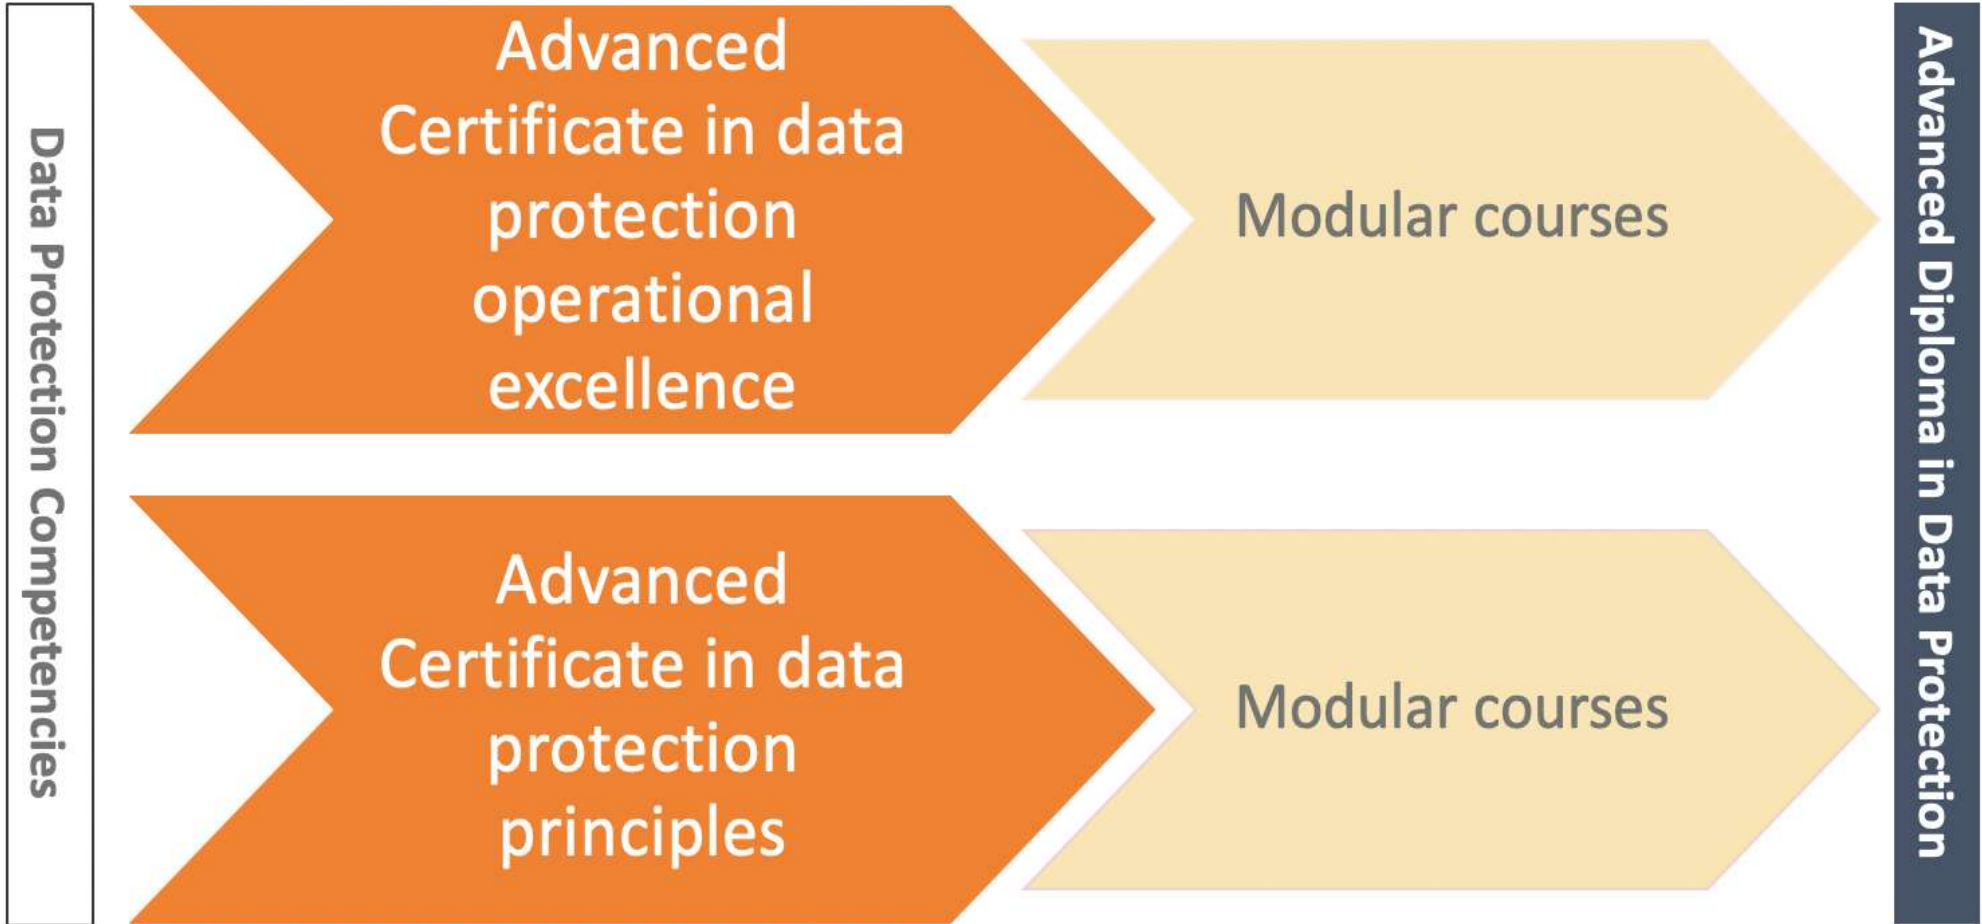 Data Protection Competencies
Advanced
Certificate in data
protection
operational
excellence
Modular courses
Advanced
Certificate in data
protection
principles
Modular courses
Advanced Diploma in Data Protection